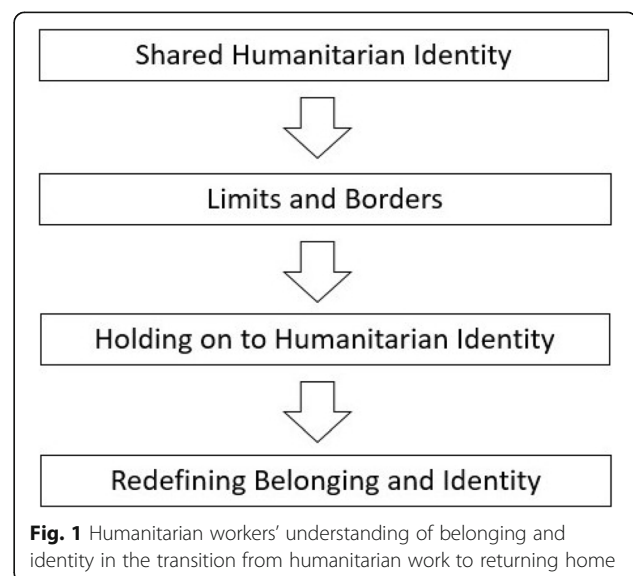 Shared Humanitarian Identity
Limits and Borders
Holding on to Humanitarian Identity
Redefining Belonging and Identity
Fig. 1 Humanitarian workers’ understanding of belonging and
identity in the transition from humanitarian work to returning home